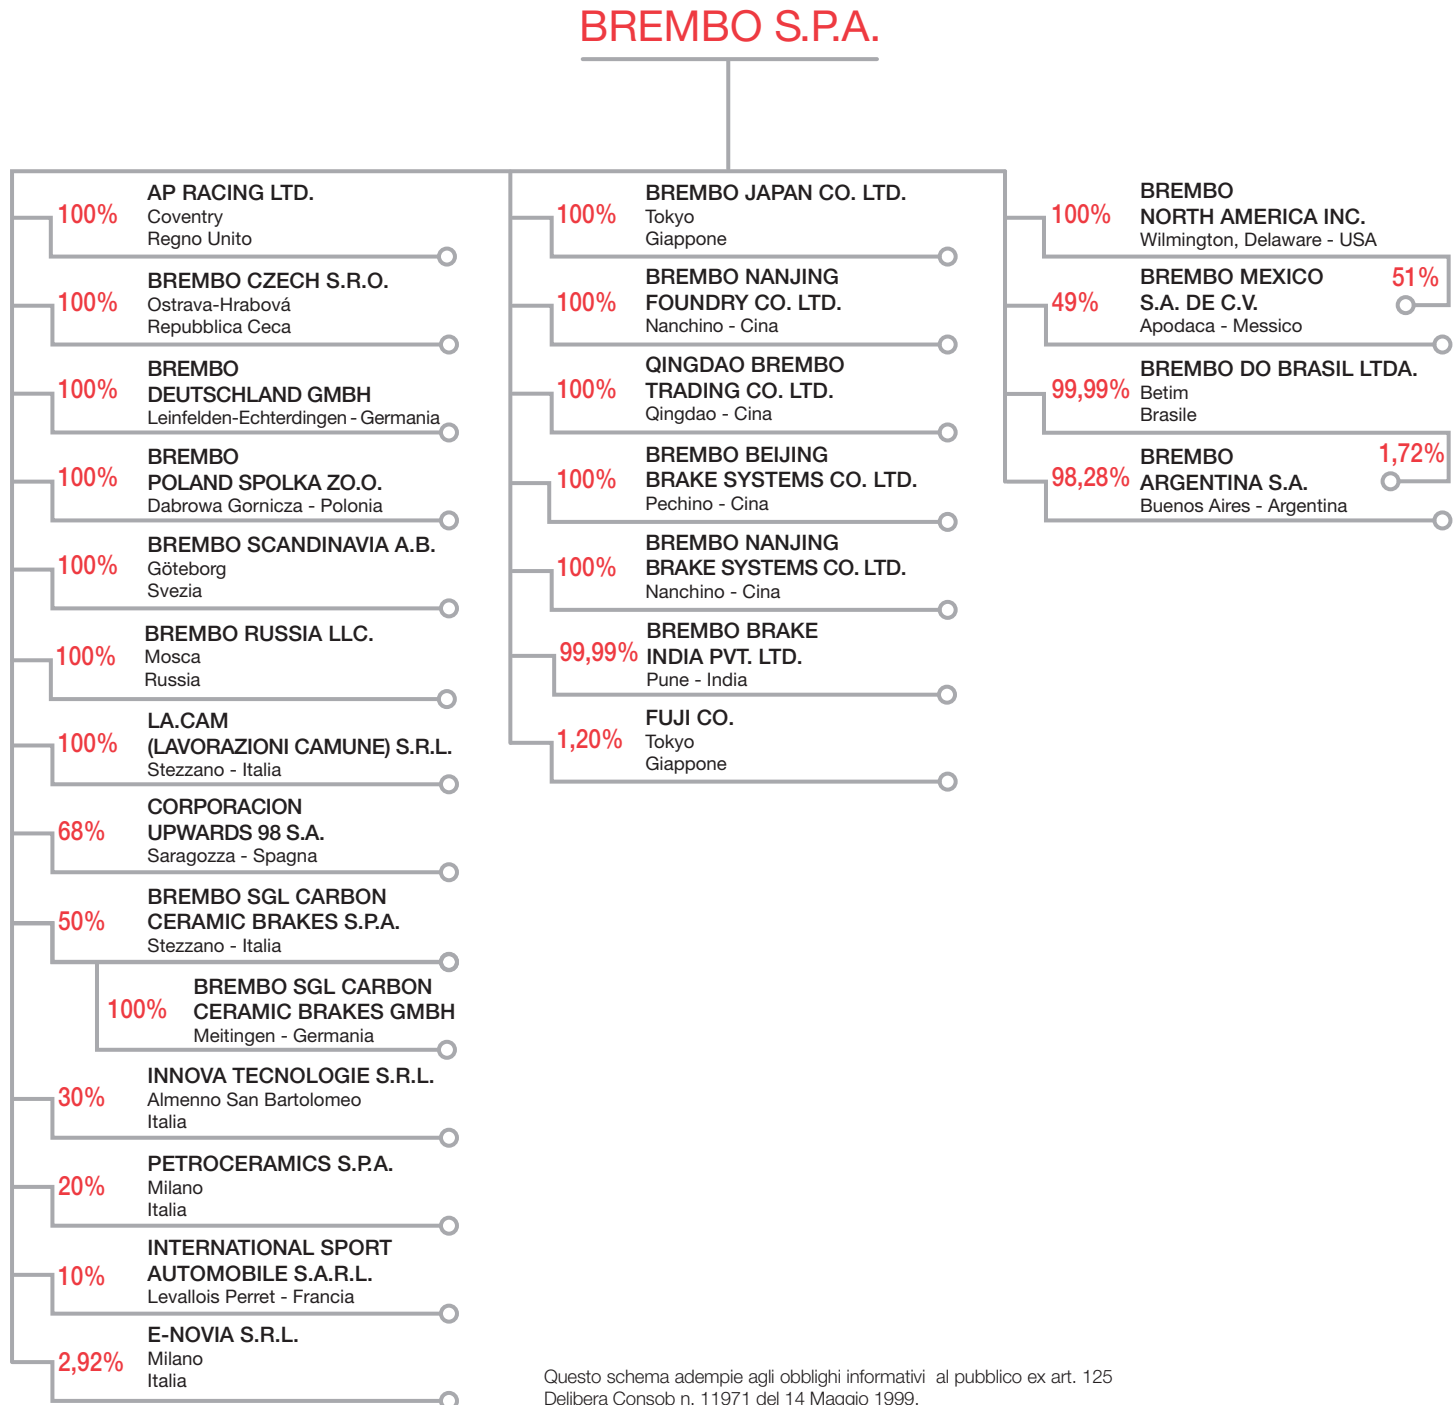 BREMBO S.P.A.
100%
AP RACING LTD.
Coventry
Regno Unito
100%
BREMBO CZECH S.R.O.
Ostrava-Hrabová
Repubblica Ceca
100%
BREMBO
DEUTSCHLAND GMBH
Leinfelden-Echterdingen - Germania
100%
BREMBO
POLAND SPOLKA ZO.O.
Dabrowa Gornicza - Polonia
100%
BREMBO SCANDINAVIA A.B.
Göteborg
Svezia
100%
BREMBO RUSSIA LLC.
Mosca
Russia
100%
LA.CAM
(LAVORAZIONI CAMUNE) S.R.L.
Stezzano - Italia
68%
CORPORACION
UPWARDS 98 S.A.
Saragozza - Spagna
50%
BREMBO SGL CARBON
CERAMIC BRAKES S.P.A.
Stezzano - Italia
100%
BREMBO SGL CARBON
CERAMIC BRAKES GMBH
Meitingen - Germania
30%
INNOVA TECNOLOGIE S.R.L.
Almenno San Bartolomeo
Italia
20%
PETROCERAMICS S.P.A.
Milano
Italia
10%
INTERNATIONAL SPORT
AUTOMOBILE S.A.R.L.
Levallois Perret - Francia
2,92%
E-NOVIA S.R.L.
Milano
Italia
100%
BREMBO JAPAN CO. LTD.
Tokyo
Giappone
100%
BREMBO NANJING
FOUNDRY CO. LTD.
Nanchino - Cina
100%
QINGDAO BREMBO
TRADING CO. LTD.
Qingdao - Cina
100%
BREMBO BEIJING
BRAKE SYSTEMS CO. LTD.
Pechino - Cina
100%
BREMBO NANJING
BRAKE SYSTEMS CO. LTD.
Nanchino - Cina
99,99%
BREMBO BRAKE
INDIA PVT. LTD.
Pune - India
1,20%
FUJI CO.
Tokyo
Giappone
100%
BREMBO
NORTH AMERICA INC.
Wilmington, Delaware - USA
49%
BREMBO MEXICO
S.A. DE C.V.
Apodaca - Messico
51%
99,99%
BREMBO DO BRASIL LTDA.
Betim
Brasile
98,28%
BREMBO
ARGENTINA S.A.
Buenos Aires - Argentina
1,72%
Questo schema adempie agli obblighi informativi al pubblico ex art. 125
Delibera Consob n. 11971 del 14 Maggio 1999.